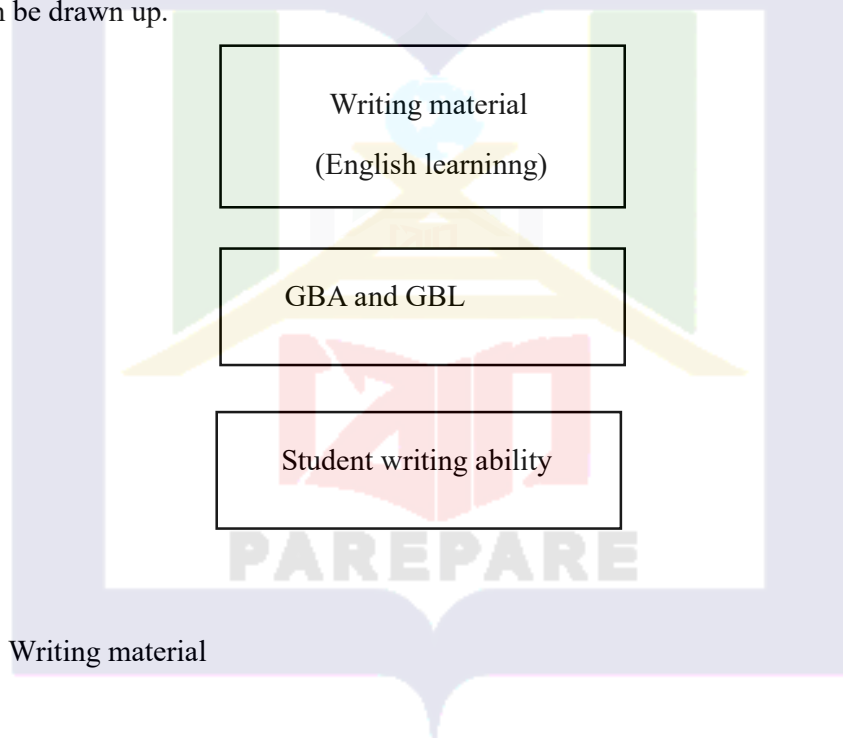 n be drawn up.
Writing material
(English learninng)
GBA and GBL
Student writing ability
PAREPARE
Writing material